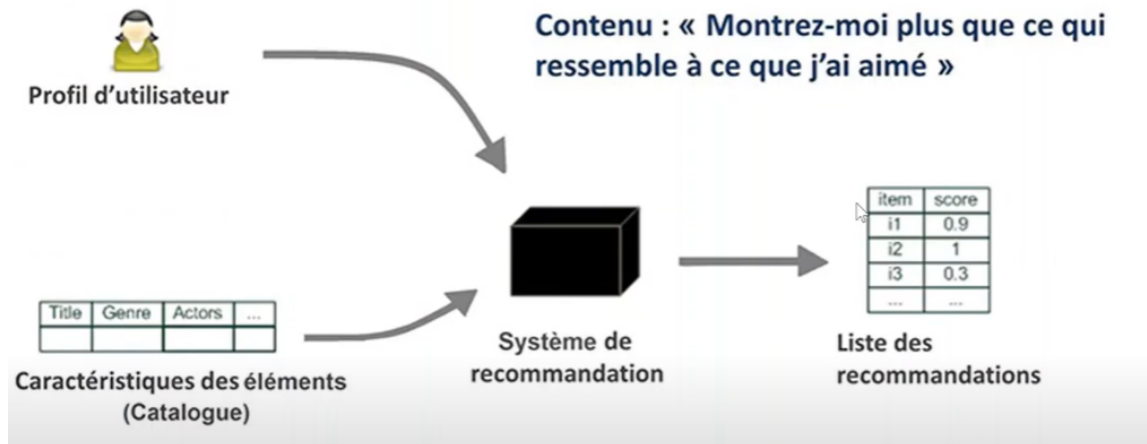 Contenu : « Montrez-moi plus que ce qui
ressemble à ce que j'ai aimé »
Profil d'utilisateur
item score
i1 0.9
i2 1
i3 0.3
... ...
Title Genre Actors ...
Système de
recommandation
Liste des
recommandations
Caractéristiques des éléments
(Catalogue)